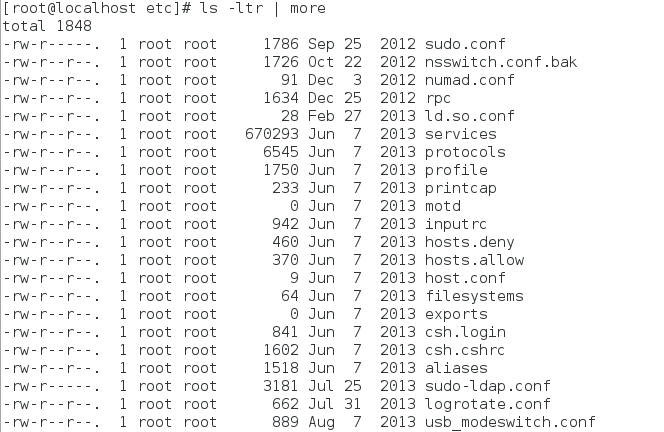 [root@localhost etc]# ls -ltr | more
total 1848
-rw-r-----.  1 root root     1786 Sep 25  2012 sudo.conf
-rw-r--r--.  1 root root     1726 Oct 22  2012 nsswitch.conf.bak
-rw-r--r--.  1 root root       91 Dec  3  2012 numad.conf
-rw-r--r--.  1 root root     1634 Dec 25  2012 rpc
-rw-r--r--.  1 root root       28 Feb 27  2013 ld.so.conf
-rw-r--r--.  1 root root   670293 Jun  7  2013 services
-rw-r--r--.  1 root root     6545 Jun  7  2013 protocols
-rw-r--r--.  1 root root     1750 Jun  7  2013 profile
-rw-r--r--.  1 root root      233 Jun  7  2013 printcap
-rw-r--r--.  1 root root        0 Jun  7  2013 motd
-rw-r--r--.  1 root root      942 Jun  7  2013 inputrc
-rw-r--r--.  1 root root      460 Jun  7  2013 hosts.deny
-rw-r--r--.  1 root root      370 Jun  7  2013 hosts.allow
-rw-r--r--.  1 root root        9 Jun  7  2013 host.conf
-rw-r--r--.  1 root root       64 Jun  7  2013 filesystems
-rw-r--r--.  1 root root        0 Jun  7  2013 exports
-rw-r--r--.  1 root root      841 Jun  7  2013 csh.login
-rw-r--r--.  1 root root     1602 Jun  7  2013 csh.cshrc
-rw-r--r--.  1 root root     1518 Jun  7  2013 aliases
-rw-r-----.  1 root root     3181 Jul 25  2013 sudo-ldap.conf
-rw-r--r--.  1 root root      662 Jul 31  2013 logrotate.conf
-rw-r--r--.  1 root root      889 Aug  7  2013 usb_modeswitch.conf